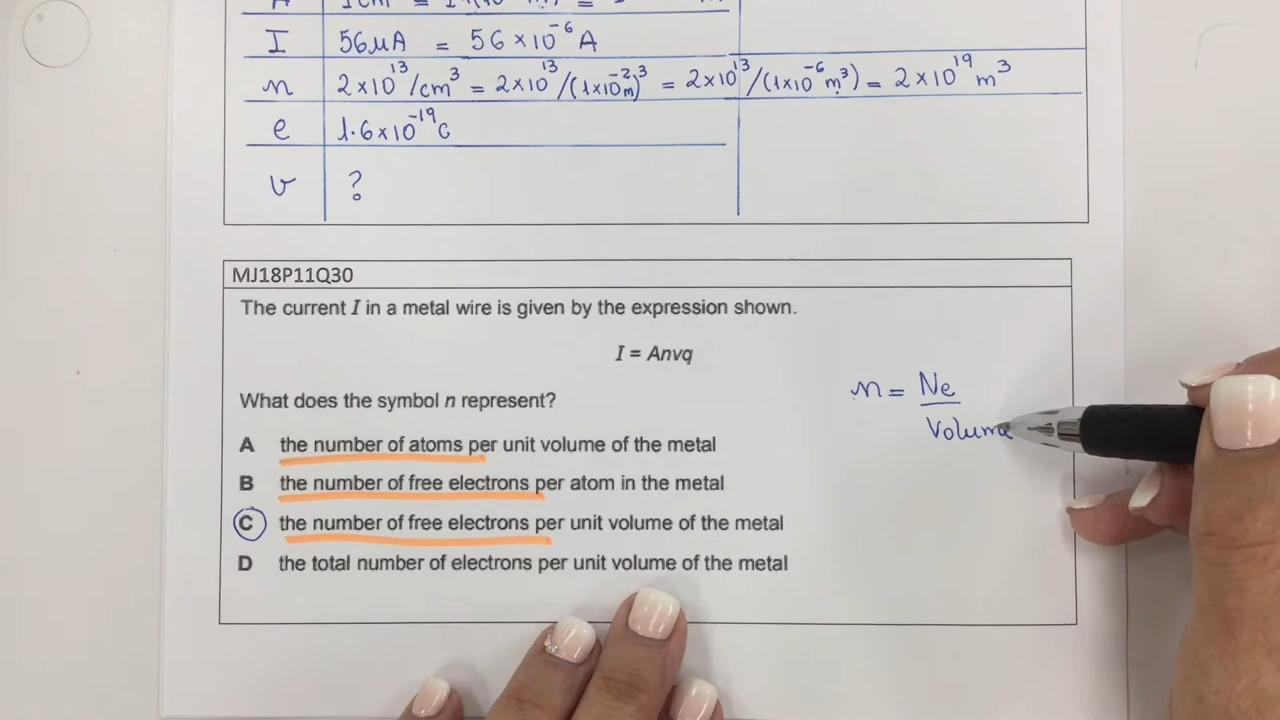 I 56μA = 56×10⁻⁶A
n 2×10¹³/cm³ = 2×10¹³/(1×10⁻²m)³ = 2×10¹³/(1×10⁻⁶m³) = 2×10¹⁹ m³
e 1.6×10⁻¹⁹C
v ?
MJ18P11Q30
The current I in a metal wire is given by the expression shown.
I = Anvq
What does the symbol n represent?
n = Ne
Volume
A the number of atoms per unit volume of the metal
B the number of free electrons per atom in the metal
C the number of free electrons per unit volume of the metal
D the total number of electrons per unit volume of the metal